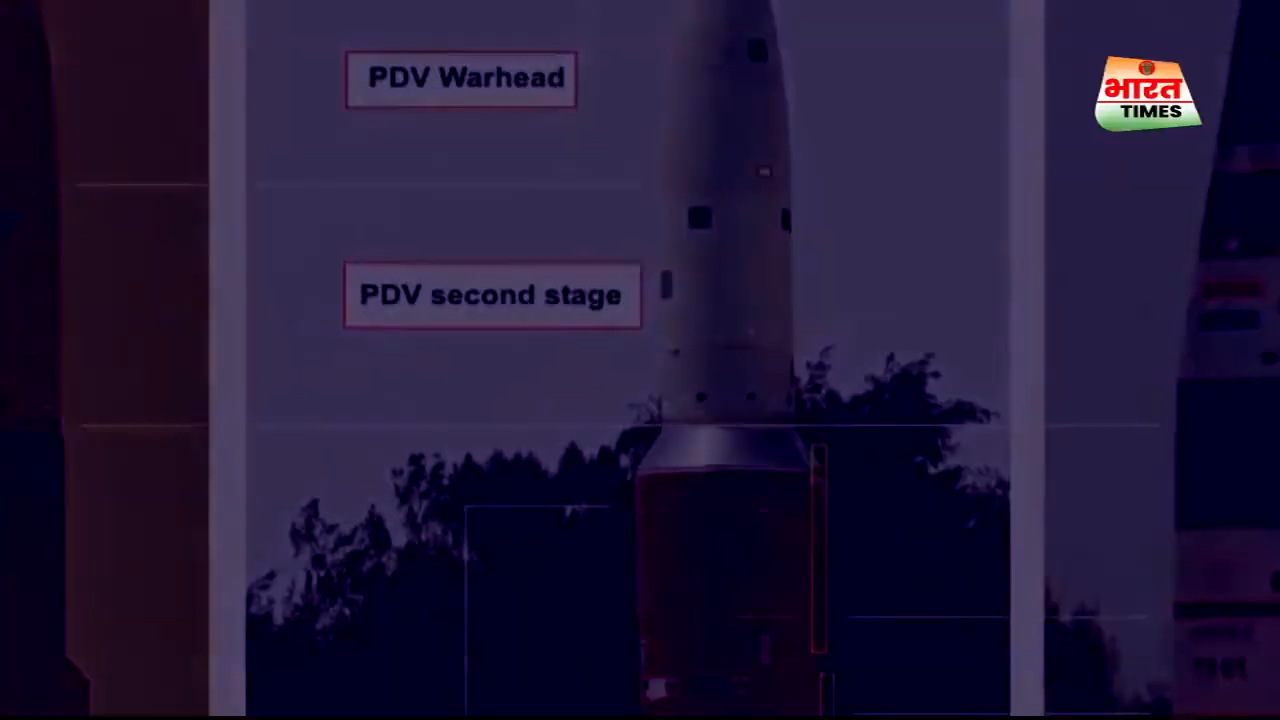 PDV Warhead
भारत
TIMES
PDV second stage